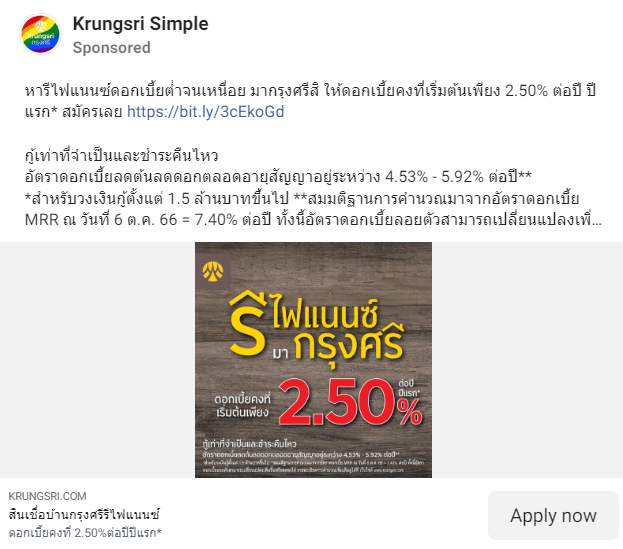 Krungsri
กรุงศรี
Krungsri Simple
Sponsored
หารีไฟแนนซ์ดอกเบี้ยต่ำจนเหนื่อย มากรุงศรีสิ ให้ดอกเบี้ยคงที่เริ่มต้นเพียง 2.50% ต่อปี ปี
แรก* สมัครเลย https://bit.ly/3cEkoGd
กู้เท่าที่จำเป็นและชำระคืนไหว
อัตราดอกเบี้ยลดต้นลดดอกตลอดอายุสัญญาอยู่ระหว่าง 4.53% - 5.92% ต่อปี**
*สำหรับวงเงินกู้ตั้งแต่ 1.5 ล้านบาทขึ้นไป **สมมติฐานการคำนวณมาจากอัตราดอกเบี้ย
MRR ณ วันที่ 6 ต.ค. 66 = 7.40% ต่อปี ทั้งนี้อัตราดอกเบี้ยลอยตัวสามารถเปลี่ยนแปลงเพิ่...
รีไฟแนนซ์
มา กรุงศรี
ดอกเบี้ยคงที่
เริ่มต้นเพียง
2.50%
ต่อปี
ปีแรก*
กู้เท่าที่จำเป็นและชำระคืนไหว
อัตราดอกเบี้ยลดต้นลดดอกตลอดอายุสัญญาอยู่ระหว่าง 4.53% - 5.92% ต่อปี**
KRUNGSRI.COM
สินเชื่อบ้านกรุงศรีรีไฟแนนซ์
ดอกเบี้ยคงที่ 2.50%ต่อปีปีแรก*
Apply now